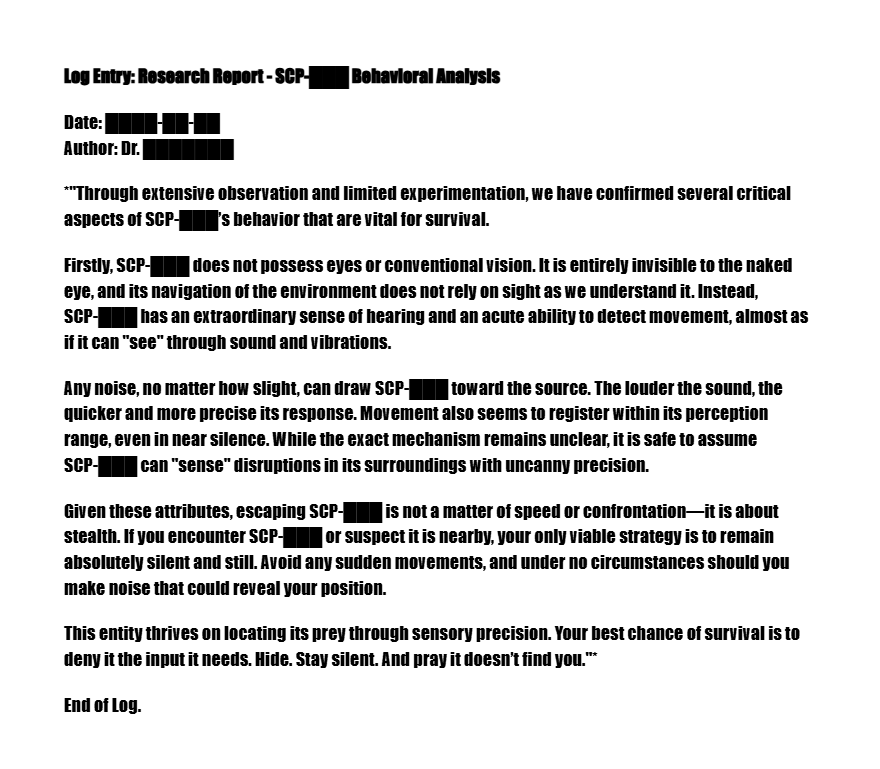 Log Entry: Research Report - SCP-███ Behavioral Analysis
Date: ████-██-██
Author: Dr. ███████
*"Through extensive observation and limited experimentation, we have confirmed several critical
aspects of SCP-███’s behavior that are vital for survival.
Firstly, SCP-███ does not possess eyes or conventional vision. It is entirely invisible to the naked
eye, and its navigation of the environment does not rely on sight as we understand it. Instead,
SCP-███ has an extraordinary sense of hearing and an acute ability to detect movement, almost as
if it can "see" through sound and vibrations.
Any noise, no matter how slight, can draw SCP-███ toward the source. The louder the sound, the
quicker and more precise its response. Movement also seems to register within its perception
range, even in near silence. While the exact mechanism remains unclear, it is safe to assume
SCP-███ can "sense" disruptions in its surroundings with uncanny precision.
Given these attributes, escaping SCP-███ is not a matter of speed or confrontation—it is about
stealth. If you encounter SCP-███ or suspect it is nearby, your only viable strategy is to remain
absolutely silent and still. Avoid any sudden movements, and under no circumstances should you
make noise that could reveal your position.
This entity thrives on locating its prey through sensory precision. Your best chance of survival is to
deny it the input it needs. Hide. Stay silent. And pray it doesn’t find you."*
End of Log.